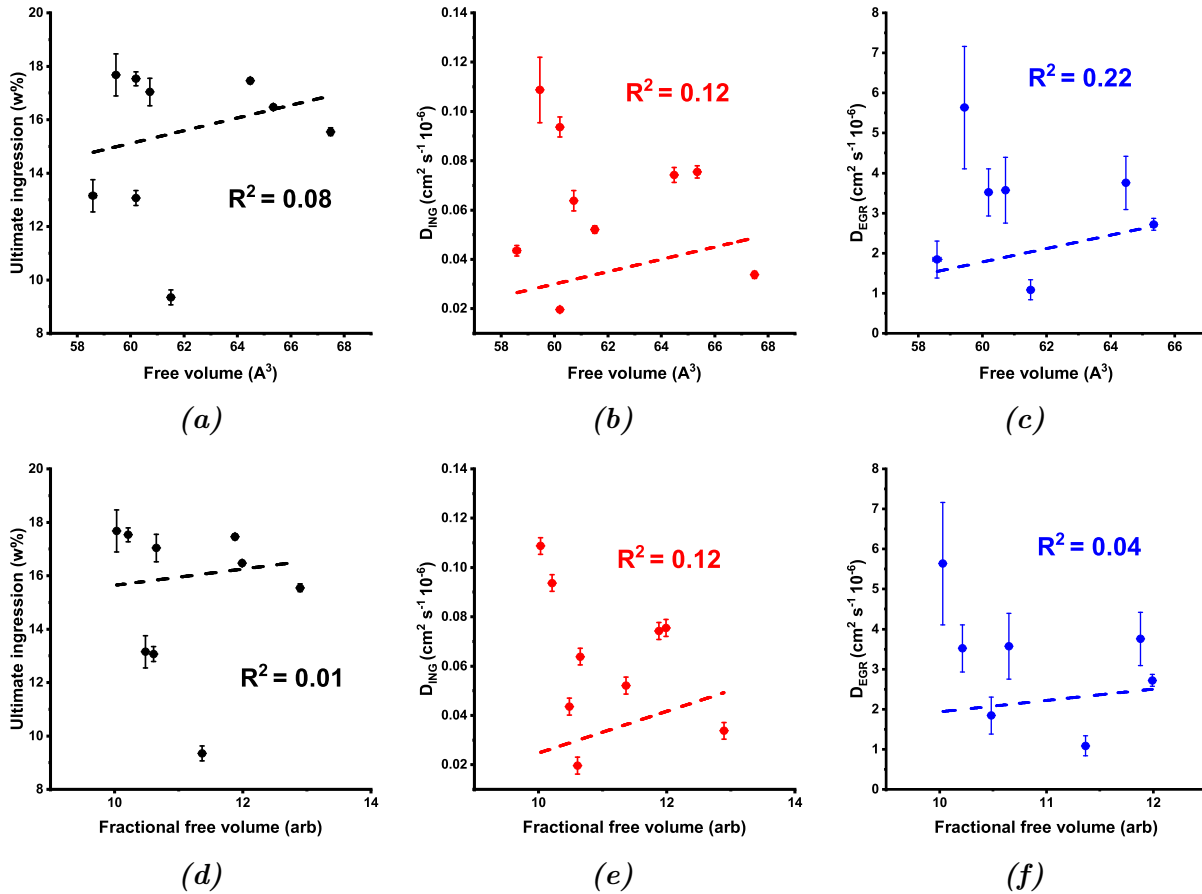 20
18
16
14
12
10
8
Ultimate ingression (w%)
R² = 0.08
58 60 62 64 66 68
Free volume (A³)
(a)
0.14
0.12
0.10
0.08
0.06
0.04
0.02
D_ING (cm² s⁻¹ 10⁻⁶)
R² = 0.12
58 60 62 64 66 68
Free volume (A³)
(b)
8
7
6
5
4
3
2
1
0
D_EGR (cm² s⁻¹ 10⁻⁶)
R² = 0.22
58 60 62 64 66
Free volume (A³)
(c)
20
18
16
14
12
10
8
Ultimate ingression (w%)
R² = 0.01
10 12 14
Fractional free volume (arb)
(d)
0.14
0.12
0.10
0.08
0.06
0.04
0.02
D_ING (cm² s⁻¹ 10⁻⁶)
R² = 0.12
10 12 14
Fractional free volume (arb)
(e)
8
7
6
5
4
3
2
1
0
D_EGR (cm² s⁻¹ 10⁻⁶)
R² = 0.04
10 11 12
Fractional free volume (arb)
(f)